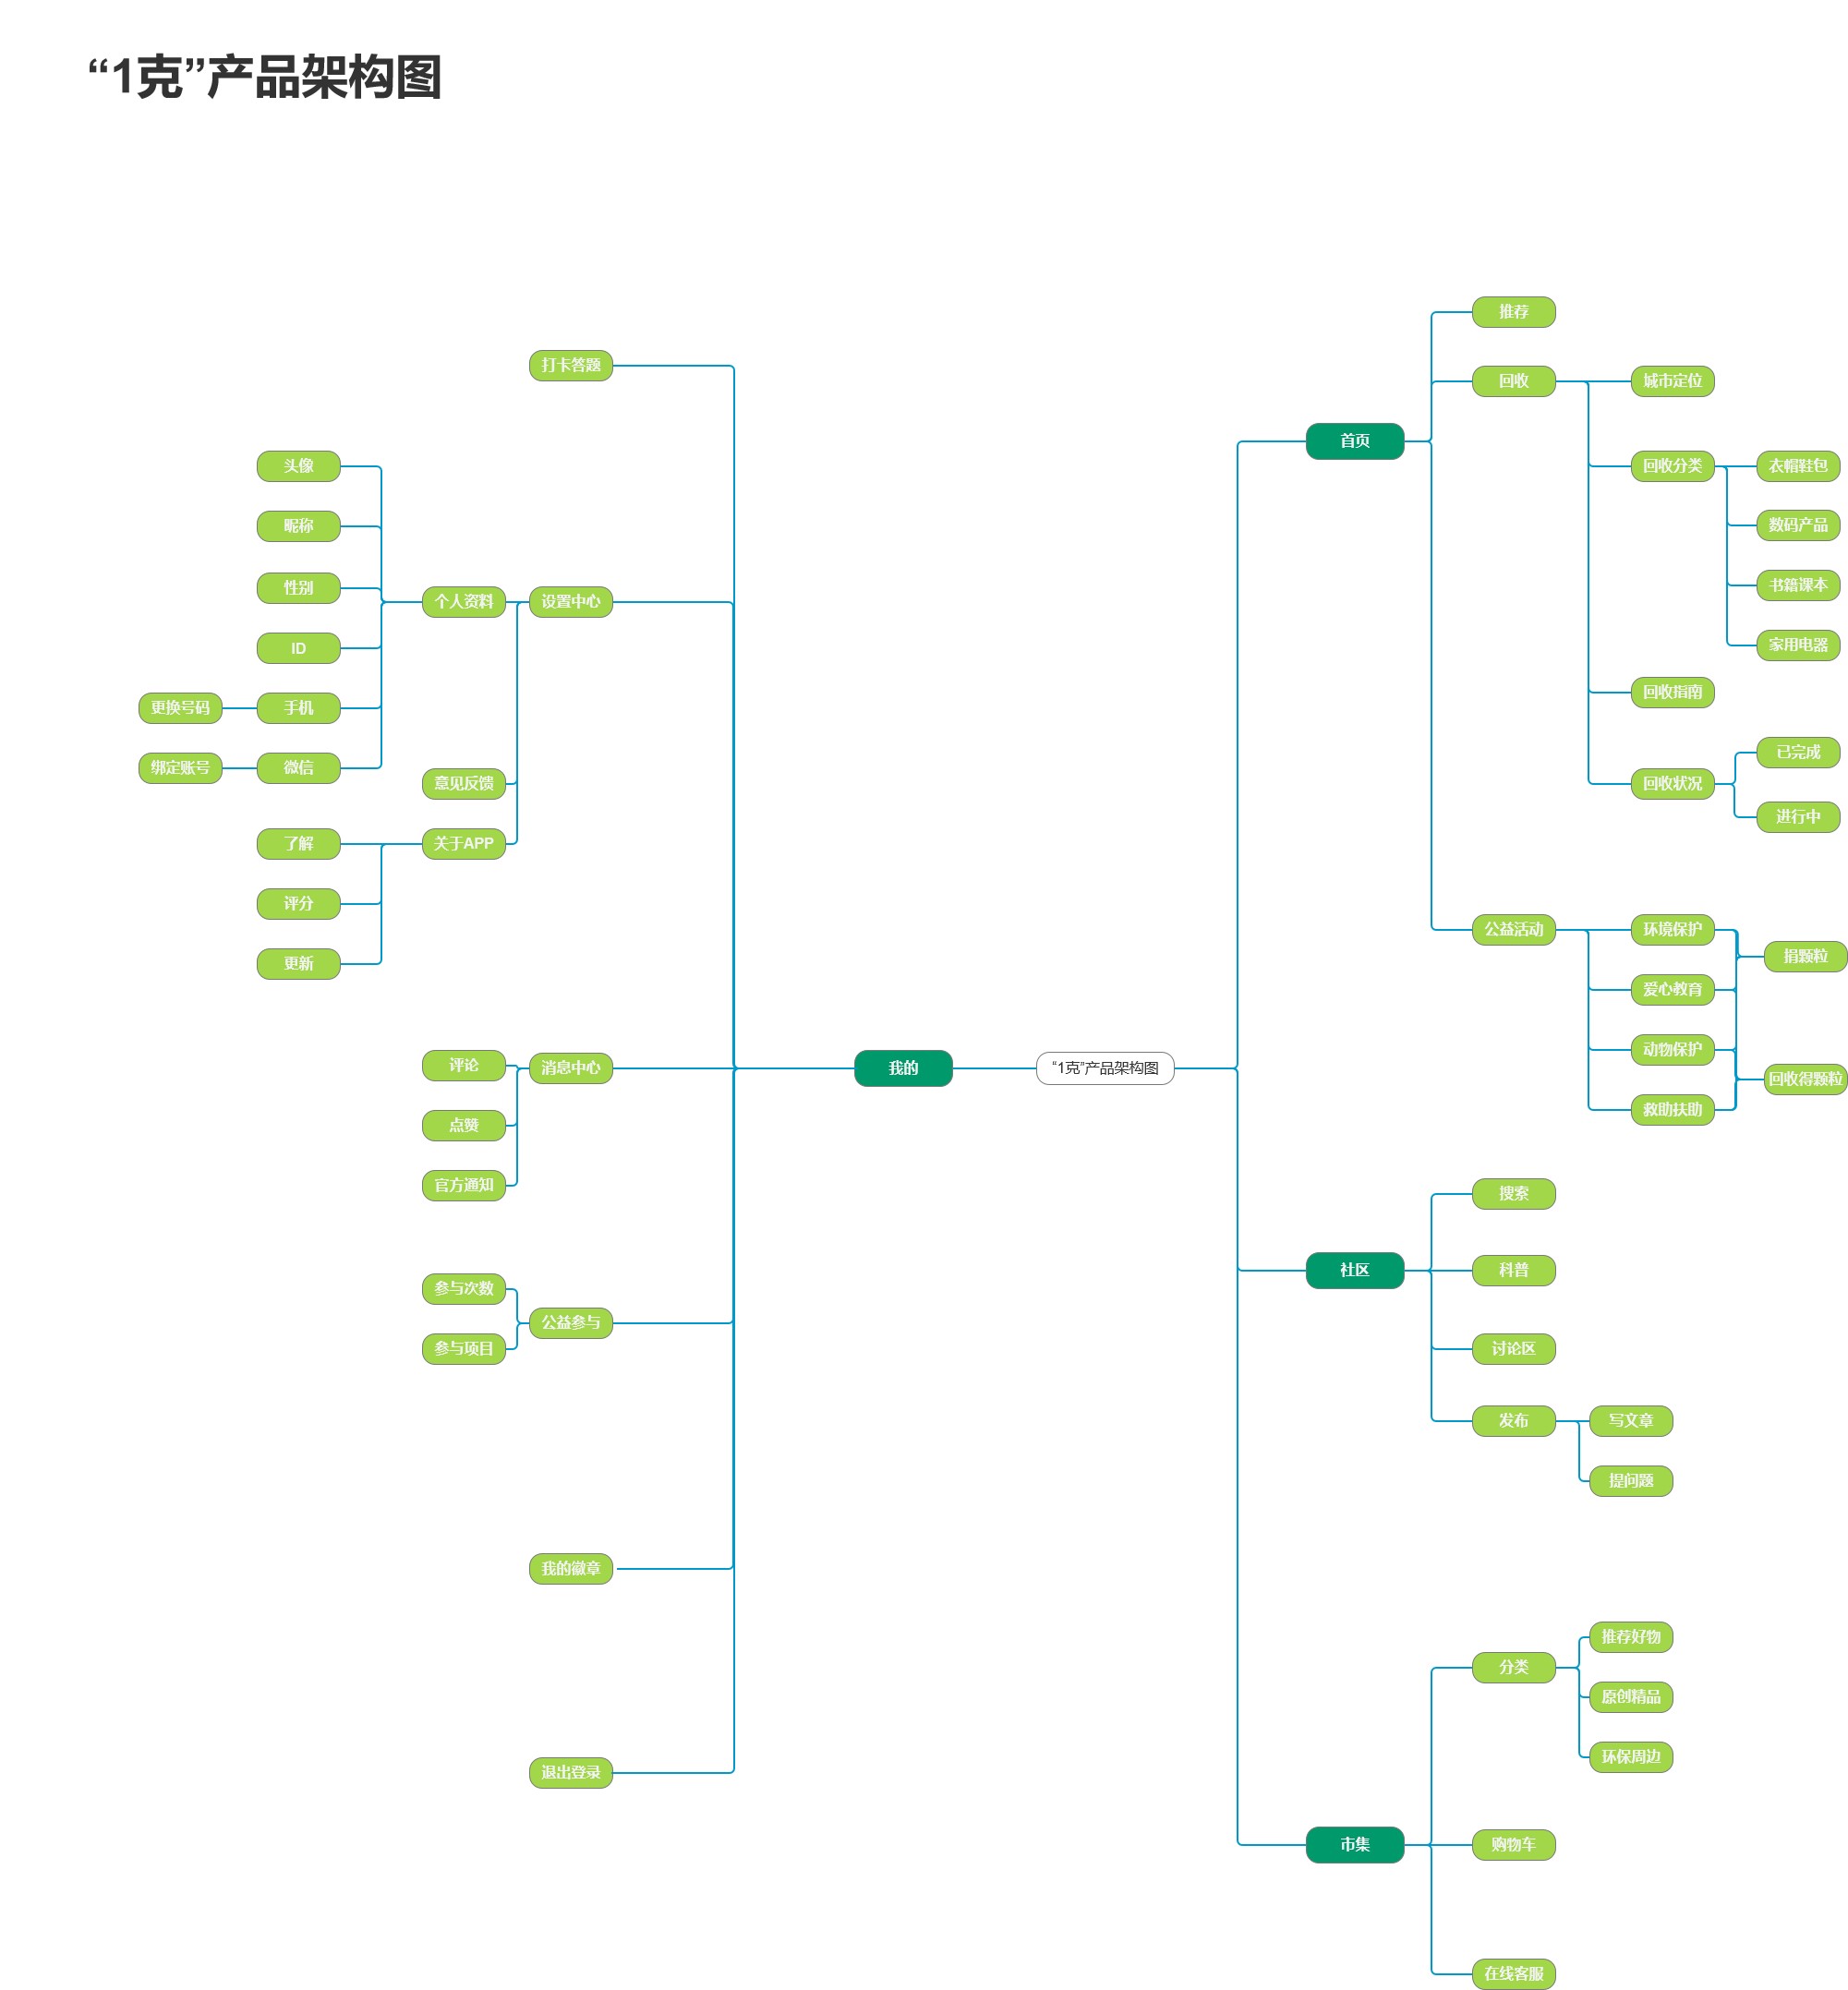 “1克”产品架构图
推荐
打卡答题
回收
城市定位
首页
头像
回收分类
衣帽鞋包
昵称
数码产品
性别
个人资料
设置中心
书籍课本
ID
家用电器
回收指南
更换号码
手机
已完成
绑定账号
微信
意见反馈
回收状况
进行中
了解
关于APP
评分
公益活动
环境保护
捐颗粒
更新
爱心教育
动物保护
评论
消息中心
我的
“1克”产品架构图
回收得颗粒
救助扶助
点赞
官方通知
搜索
社区
科普
参与次数
公益参与
参与项目
讨论区
发布
写文章
提问题
我的徽章
推荐好物
分类
原创精品
环保周边
退出登录
市集
购物车
在线客服